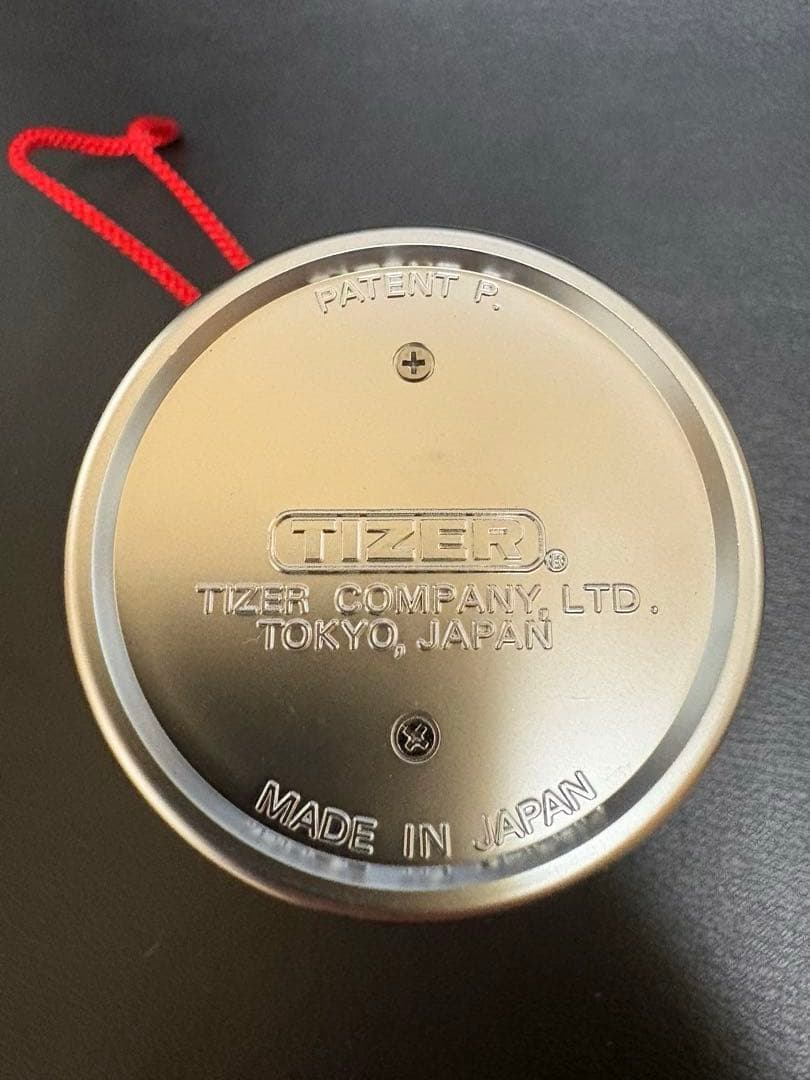 PATENT P.
TIZER®
TIZER COMPANY, LTD.
TOKYO, JAPAN
MADE IN JAPAN